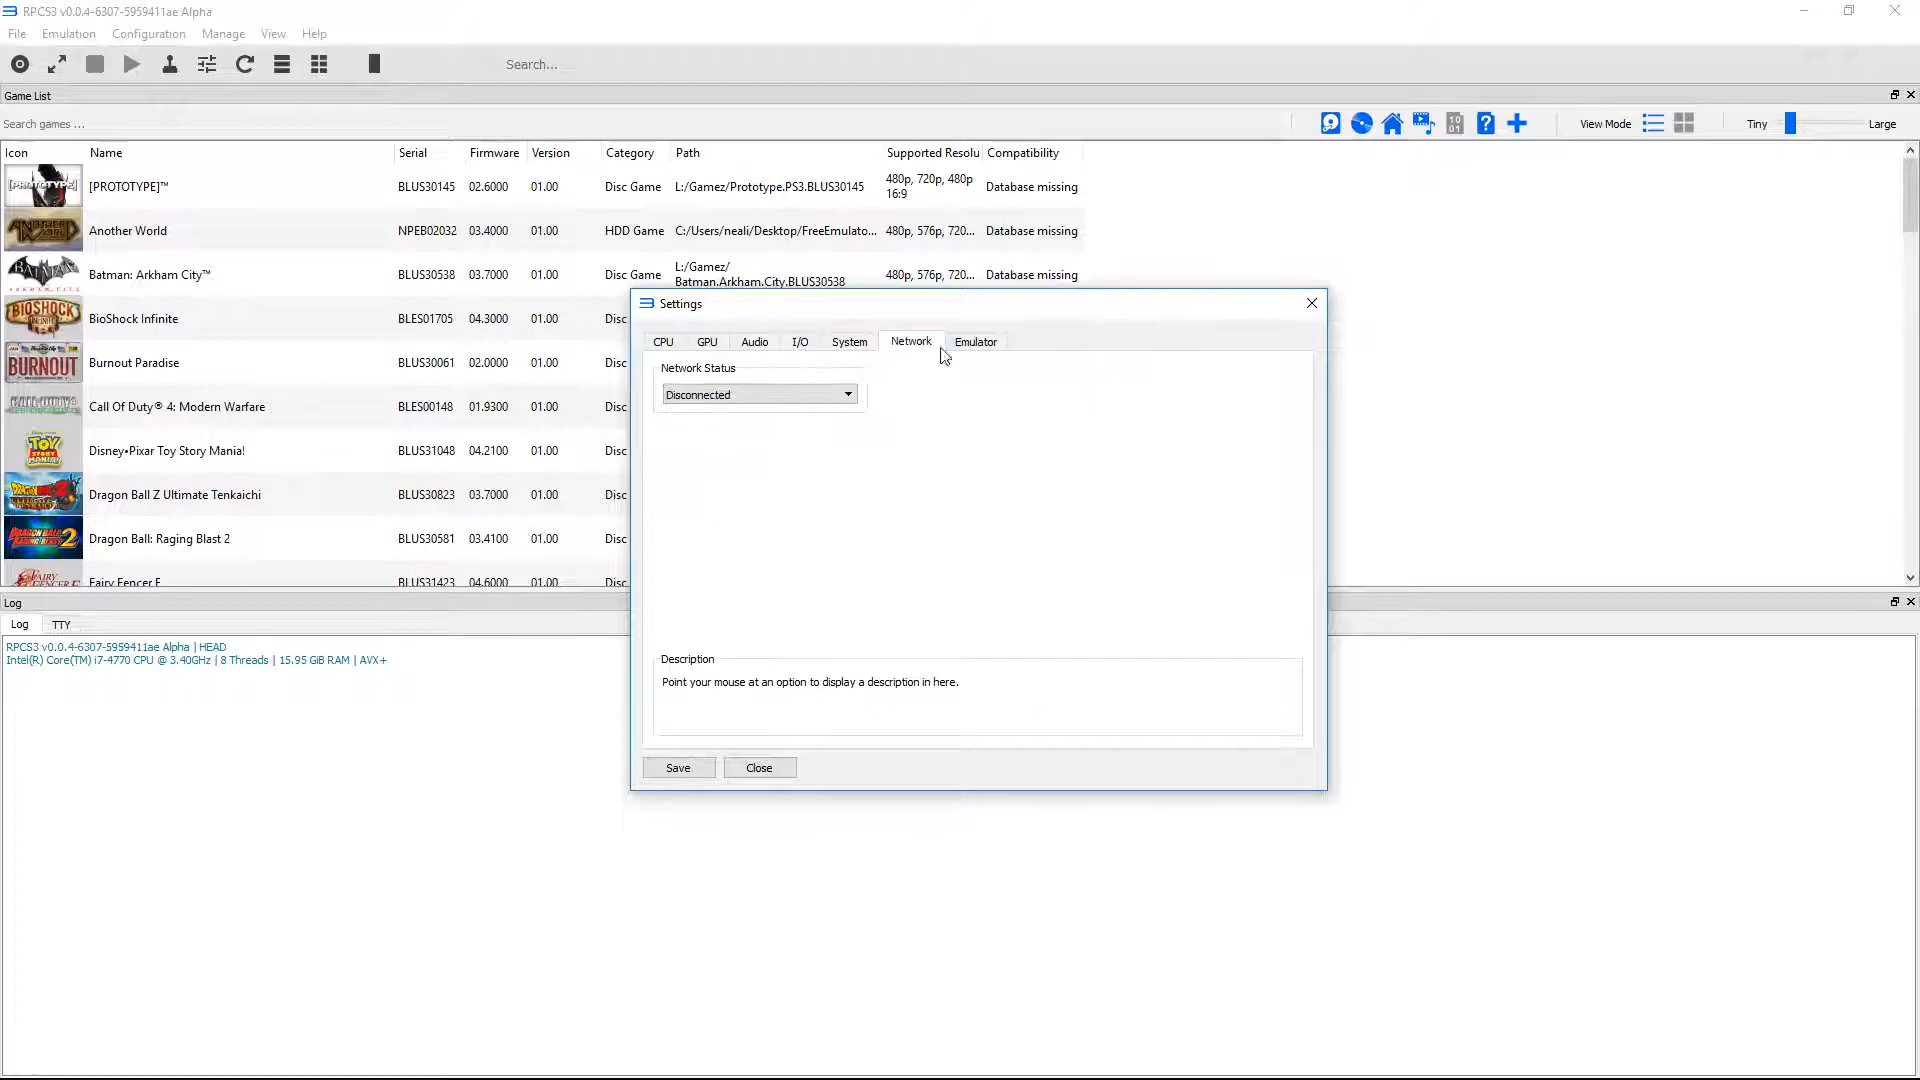 RPCS3 v0.0.4-6307-5959411ae Alpha
File Emulation Configuration Manage View Help
Search...
Game List
Search games ...
View Mode Tiny Large
Icon Name Serial Firmware Version Category Path Supported Resolu Compatibility
[PROTOTYPE]™ BLUS30145 02.6000 01.00 Disc Game L:/Gamez/Prototype.PS3.BLUS30145 480p, 720p, 480p 16:9 Database missing
Another World NPEB02032 03.4000 01.00 HDD Game C:/Users/neali/Desktop/FreeEmulato... 480p, 576p, 720... Database missing
Batman: Arkham City™ BLUS30538 03.7000 01.00 Disc Game L:/Gamez/Batman.Arkham.City.BLUS30538 480p, 576p, 720... Database missing
BioShock Infinite BLES01705 04.3000 01.00 Disc
Burnout Paradise BLUS30061 02.0000 01.00 Disc
Call Of Duty® 4: Modern Warfare BLES00148 01.9300 01.00 Disc
Disney•Pixar Toy Story Mania! BLUS31048 04.2100 01.00 Disc
Dragon Ball Z Ultimate Tenkaichi BLUS30823 03.7000 01.00 Disc
Dragon Ball: Raging Blast 2 BLUS30581 03.4100 01.00 Disc
Fairy Fencer F BLUS31423 04.6000 01.00 Disc
Settings
CPU GPU Audio I/O System Network Emulator
Network Status
Disconnected
Description
Point your mouse at an option to display a description in here.
Save Close
Log
Log TTY
RPCS3 v0.0.4-6307-5959411ae Alpha | HEAD
Intel(R) Core(TM) i7-4770 CPU @ 3.40GHz | 8 Threads | 15.95 GiB RAM | AVX+